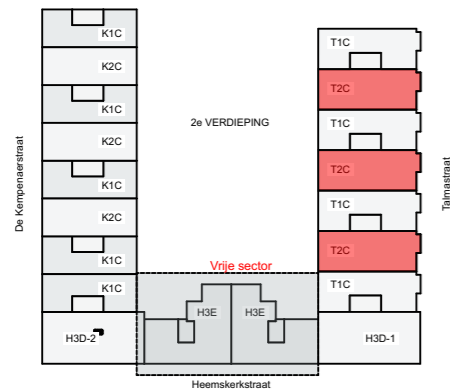 K1C
K2C
K1C
K2C
K1C
K2C
K1C
K1C
H3D-2
De Kempenaerstraat
2e VERDIEPING
Vrije sector
H3E
H3E
Heemskerkstraat
T1C
T2C
T1C
T2C
T1C
T2C
T1C
H3D-1
Talmastraat